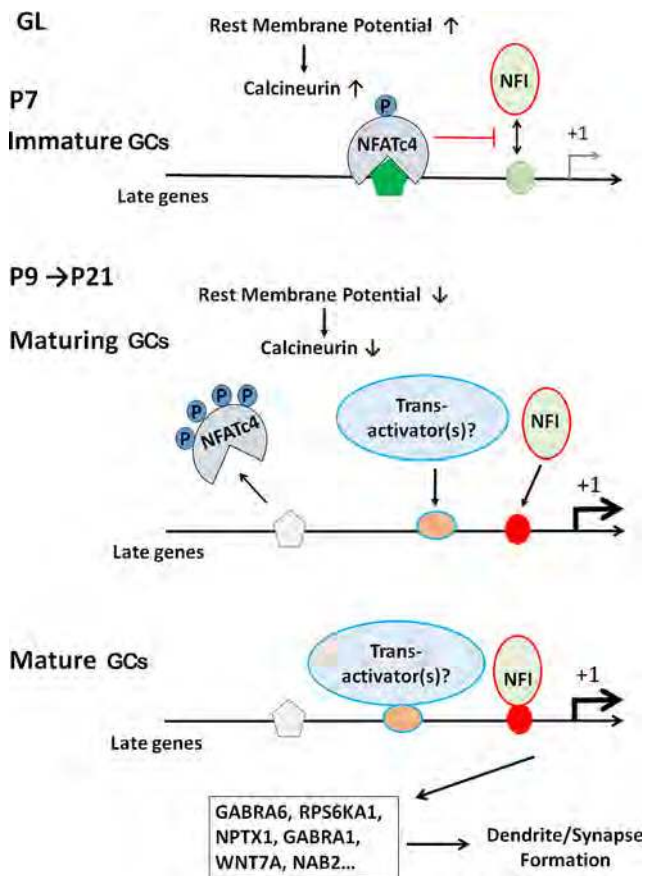 GL
Rest Membrane Potential ↑
Calcineurin ↑
P7
Immature GCs
P
NFATc4
NFI
+1
Late genes
P9 →P21
Rest Membrane Potential ↓
Maturing GCs
Calcineurin ↓
P
P
P
P
NFATc4
Trans-
activator(s)?
NFI
+1
Late genes
Mature GCs
Trans-
activator(s)?
NFI
+1
Late genes
GABRA6, RPS6KA1,
NPTX1, GABRA1,
WNT7A, NAB2...
Dendrite/Synapse
Formation